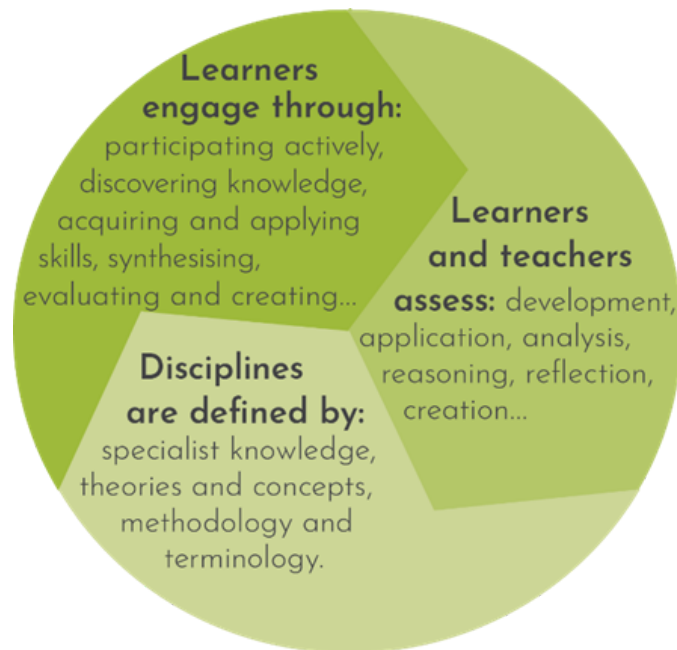 Learners
engage through:
participating actively,
discovering knowledge,
acquiring and applying
skills, synthesising,
evaluating and creating...
Learners
and teachers
assess: development,
application, analysis,
reasoning, reflection,
creation...
Disciplines
are defined by:
specialist knowledge,
theories and concepts,
methodology and
terminology.